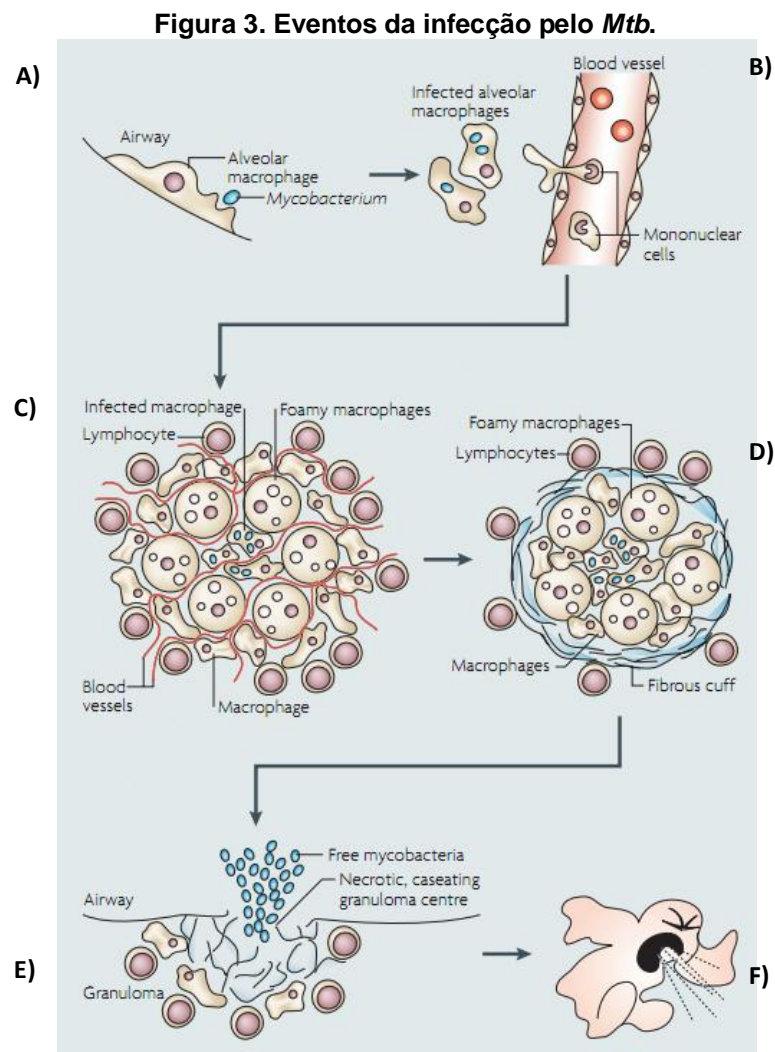 Figura 3. Eventos da infecção pelo Mtb.
A)
B)
Blood vessel
Infected alveolar
macrophages
Airway
Alveolar
macrophage
Mycobacterium
Mononuclear
cells
C)
Infected macrophage
Foamy macrophages
Lymphocyte
Blood
vessels
Macrophage
D)
Foamy macrophages
Lymphocytes
Macrophages
Fibrous cuff
E)
Free mycobacteria
Necrotic, caseating
granuloma centre
Airway
Granuloma
F)